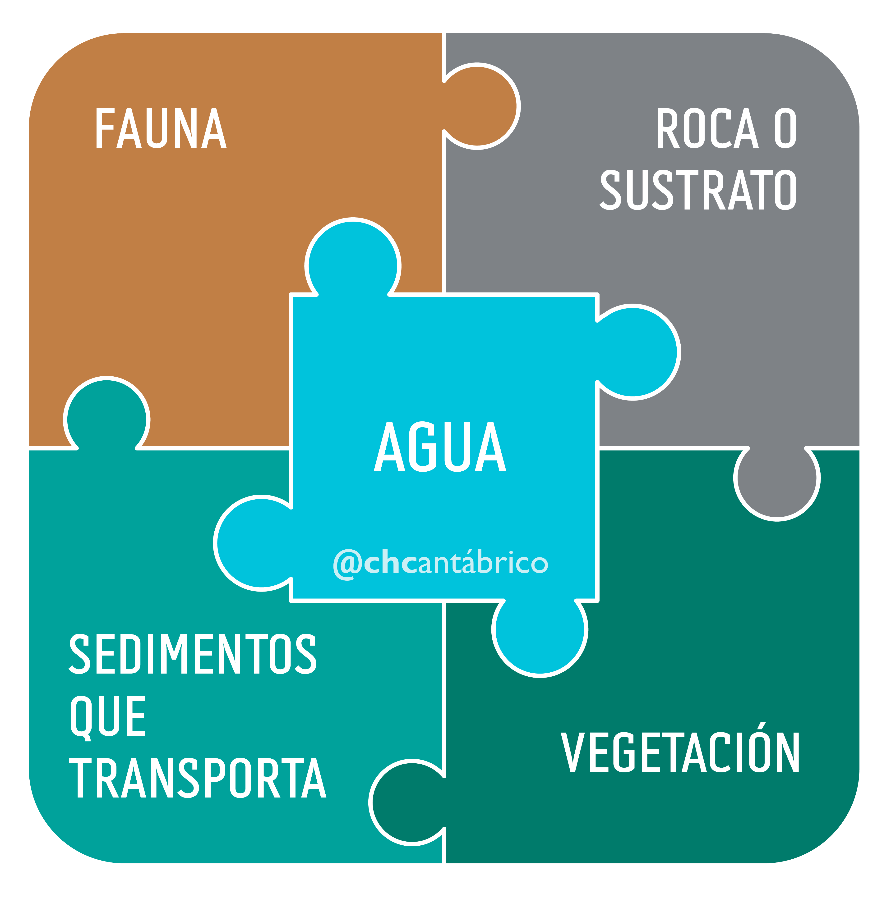 FAUNA
ROCA O
SUSTRATO
AGUA
@chcantábrico
SEDIMENTOS
QUE
TRANSPORTA
VEGETACIÓN